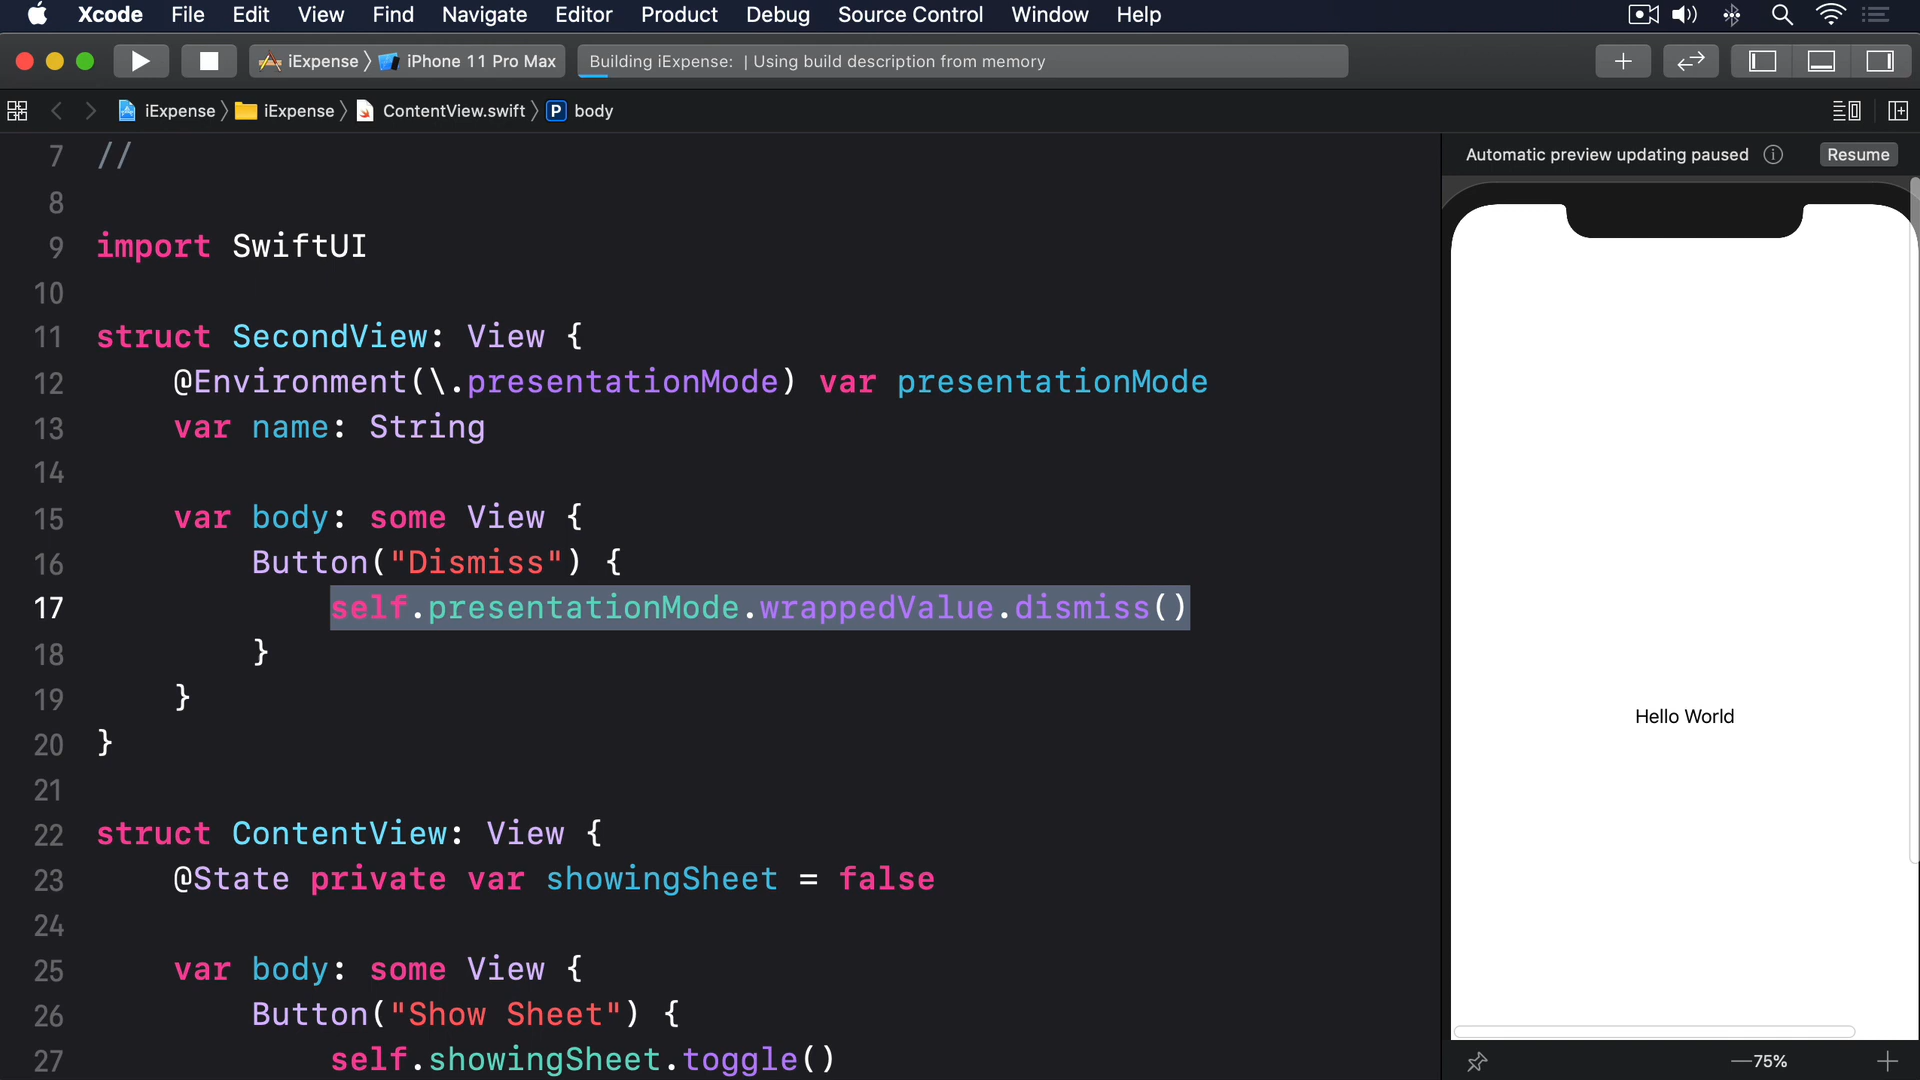 Xcode File Edit View Find Navigate Editor Product Debug Source Control Window Help
iExpense iPhone 11 Pro Max Building iExpense: | Using build description from memory
iExpense iExpense ContentView.swift P body
Automatic preview updating paused Resume
7 //
8
9 import SwiftUI
10
11 struct SecondView: View {
12 @Environment(\.presentationMode) var presentationMode
13 var name: String
14
15 var body: some View {
16 Button("Dismiss") {
17 self.presentationMode.wrappedValue.dismiss()
18 }
19 }
20 }
21
22 struct ContentView: View {
23 @State private var showingSheet = false
24
25 var body: some View {
26 Button("Show Sheet") {
27 self.showingSheet.toggle()
Hello World
75%